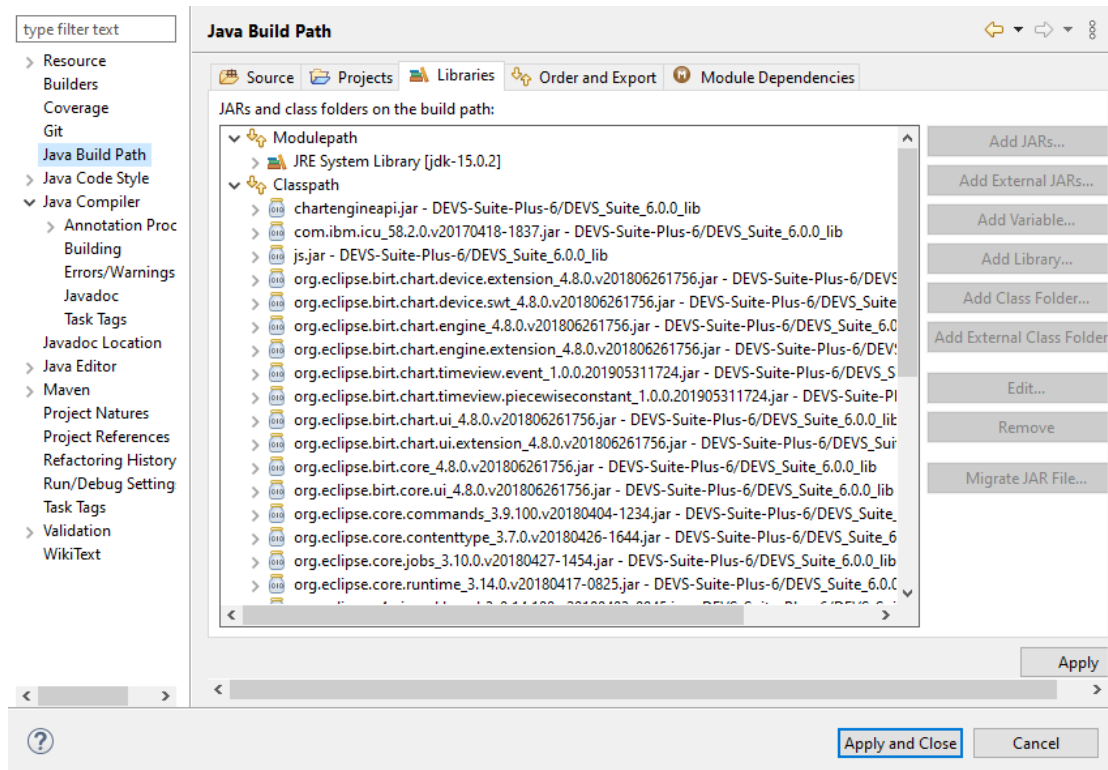 type filter text
Resource
Builders
Coverage
Git
Java Build Path
Java Code Style
Java Compiler
Annotation Proc
Building
Errors/Warnings
Javadoc
Task Tags
Javadoc Location
Java Editor
Maven
Project Natures
Project References
Refactoring History
Run/Debug Setting
Task Tags
Validation
WikiText
Java Build Path
Source Projects Libraries Order and Export Module Dependencies
JARs and class folders on the build path:
Modulepath
JRE System Library [jdk-15.0.2]
Classpath
chartengineapi.jar - DEVS-Suite-Plus-6/DEVS_Suite_6.0.0_lib
com.ibm.icu_58.2.0.v20170418-1837.jar - DEVS-Suite-Plus-6/DEVS_Suite_6.0.0_lib
js.jar - DEVS-Suite-Plus-6/DEVS_Suite_6.0.0_lib
org.eclipse.birt.chart.device.extension_4.8.0.v201806261756.jar - DEVS-Suite-Plus-6/DEVS
org.eclipse.birt.chart.device.swt_4.8.0.v201806261756.jar - DEVS-Suite-Plus-6/DEVS_Suite
org.eclipse.birt.chart.engine_4.8.0.v201806261756.jar - DEVS-Suite-Plus-6/DEVS_Suite_6.0
org.eclipse.birt.chart.engine.extension_4.8.0.v201806261756.jar - DEVS-Suite-Plus-6/DEV
org.eclipse.birt.chart.timeview.event_1.0.0.201905311724.jar - DEVS-Suite-Plus-6/DEVS_S
org.eclipse.birt.chart.timeview.piecewiseconstant_1.0.0.201905311724.jar - DEVS-Suite-Pl
org.eclipse.birt.chart.ui_4.8.0.v201806261756.jar - DEVS-Suite-Plus-6/DEVS_Suite_6.0.0_lib
org.eclipse.birt.chart.ui.extension_4.8.0.v201806261756.jar - DEVS-Suite-Plus-6/DEVS_Sui
org.eclipse.birt.core_4.8.0.v201806261756.jar - DEVS-Suite-Plus-6/DEVS_Suite_6.0.0_lib
org.eclipse.birt.core.ui_4.8.0.v201806261756.jar - DEVS-Suite-Plus-6/DEVS_Suite_6.0.0_lib
org.eclipse.core.commands_3.9.100.v20180404-1234.jar - DEVS-Suite-Plus-6/DEVS_Suite_
org.eclipse.core.contenttype_3.7.0.v20180426-1644.jar - DEVS-Suite-Plus-6/DEVS_Suite_6
org.eclipse.core.jobs_3.10.0.v20180427-1454.jar - DEVS-Suite-Plus-6/DEVS_Suite_6.0.0_lib
org.eclipse.core.runtime_3.14.0.v20180417-0825.jar - DEVS-Suite-Plus-6/DEVS_Suite_6.0.0
Add JARs...
Add External JARs...
Add Variable...
Add Library...
Add Class Folder...
Add External Class Folder
Edit...
Remove
Migrate JAR File...
Apply
Apply and Close Cancel